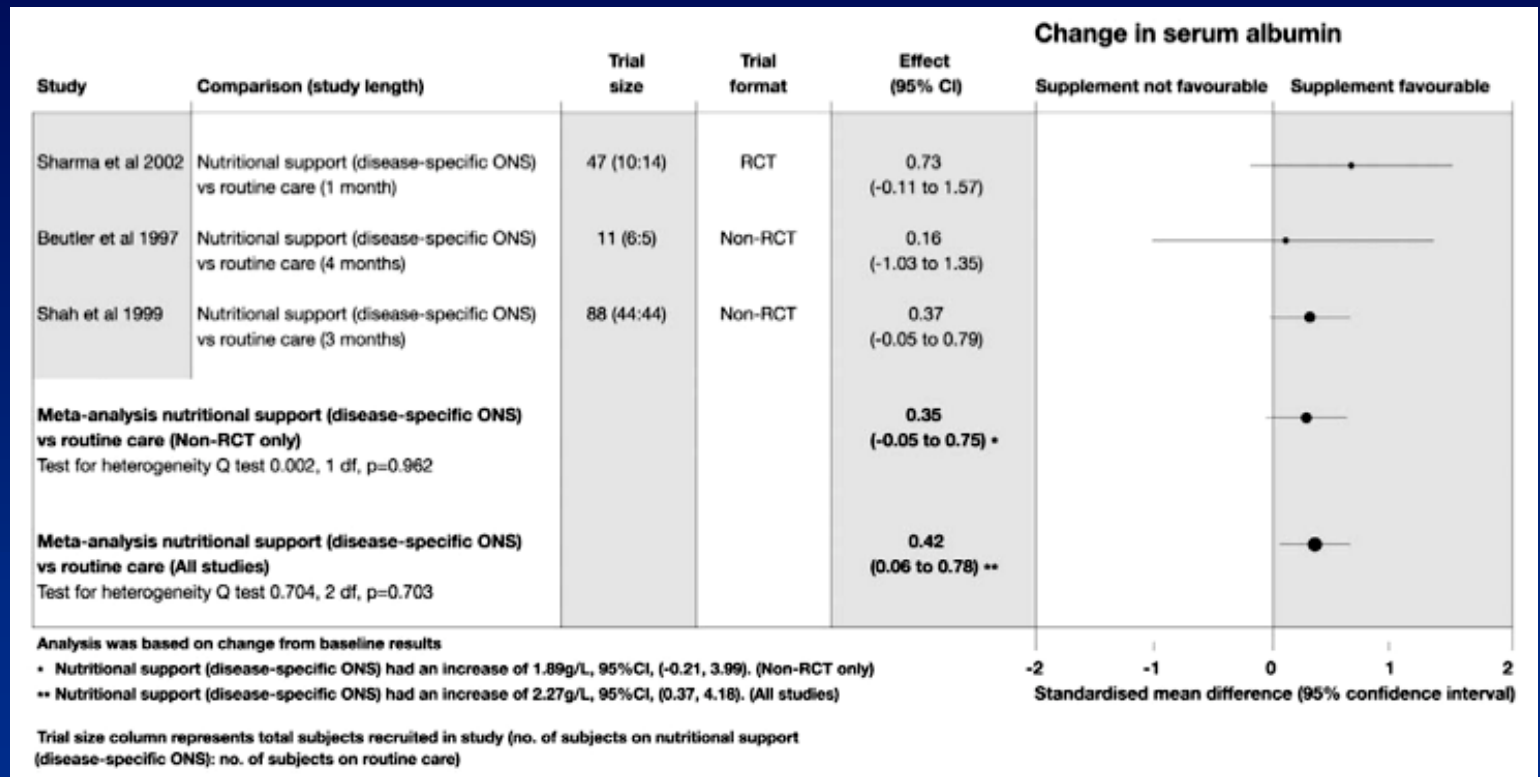 Change in serum albumin
Study Comparison (study length) Trial size Trial format Effect (95% CI) Supplement not favourable Supplement favourable
Sharma et al 2002 Nutritional support (disease-specific ONS) 47 (10:14) RCT 0.73
vs routine care (1 month) (-0.11 to 1.57)
Beutler et al 1997 Nutritional support (disease-specific ONS) 11 (6:5) Non-RCT 0.16
vs routine care (4 months) (-1.03 to 1.35)
Shah et al 1999 Nutritional support (disease-specific ONS) 88 (44:44) Non-RCT 0.37
vs routine care (3 months) (-0.05 to 0.79)
Meta-analysis nutritional support (disease-specific ONS) 0.35
vs routine care (Non-RCT only) (-0.05 to 0.75) •
Test for heterogeneity Q test 0.002, 1 df, p=0.962
Meta-analysis nutritional support (disease-specific ONS) 0.42
vs routine care (All studies) (0.06 to 0.78) ••
Test for heterogeneity Q test 0.704, 2 df, p=0.703
Analysis was based on change from baseline results
• Nutritional support (disease-specific ONS) had an increase of 1.89g/L, 95%CI, (-0.21, 3.99). (Non-RCT only)
•• Nutritional support (disease-specific ONS) had an increase of 2.27g/L, 95%CI, (0.37, 4.18). (All studies)
-2 -1 0 1 2
Standardised mean difference (95% confidence interval)
Trial size column represents total subjects recruited in study (no. of subjects on nutritional support
(disease-specific ONS): no. of subjects on routine care)